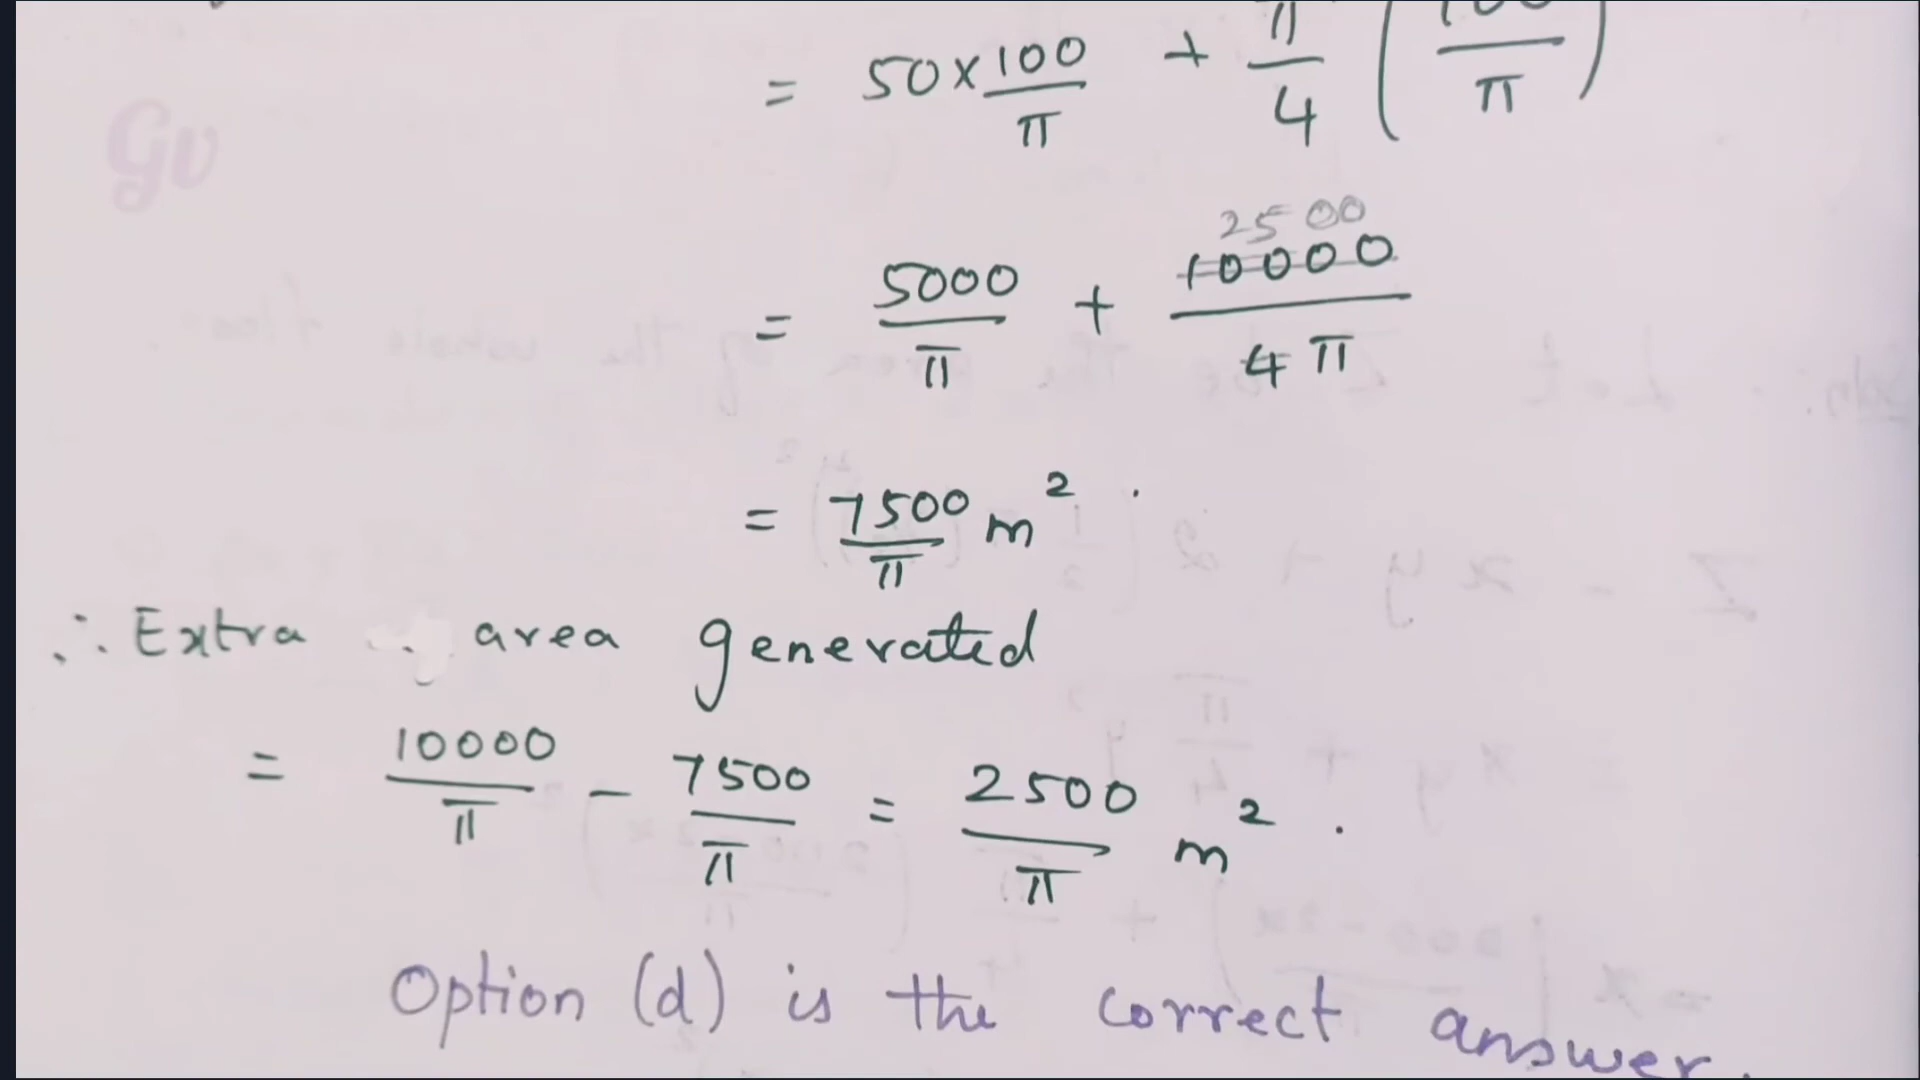 = 50 × 100/π + π/4 (100/π)
Gv
2500
= 5000/π + 10000/4π
= 7500/π m².
∴ Extra area generated
= 10000/π − 7500/π = 2500/π m².
Option (d) is the correct answer.